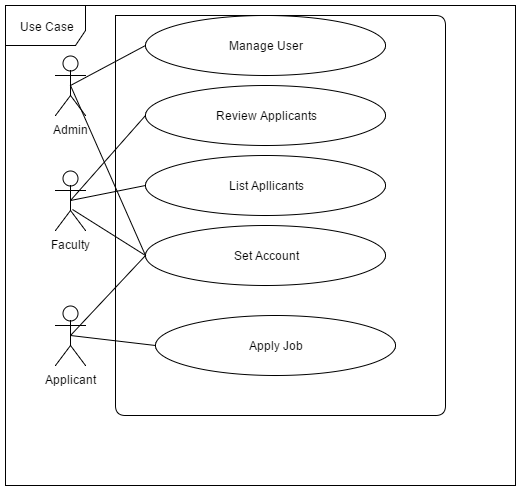 Use Case
Manage User
Admin
Review Applicants
List Apllicants
Faculty
Set Account
Apply Job
Applicant